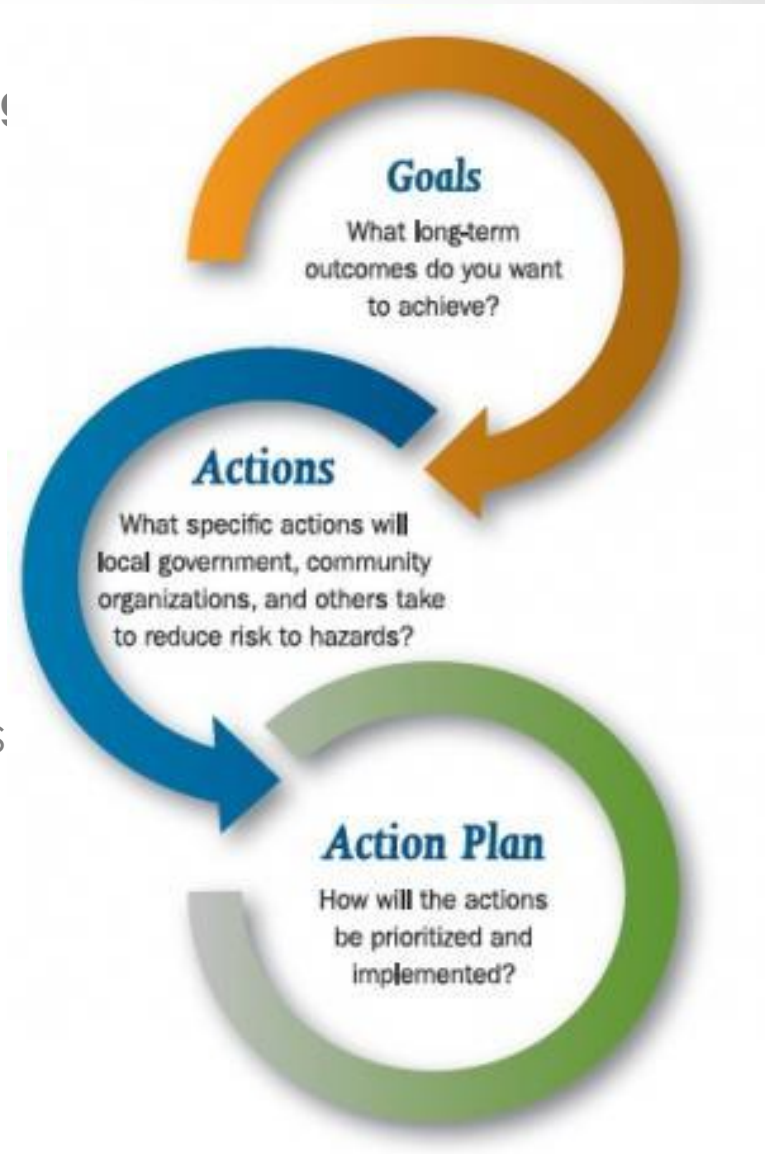 Goals
What long-term
outcomes do you want
to achieve?
Actions
What specific actions will
local government, community
organizations, and others take
to reduce risk to hazards?
s
Action Plan
How will the actions
be prioritized and
implemented?